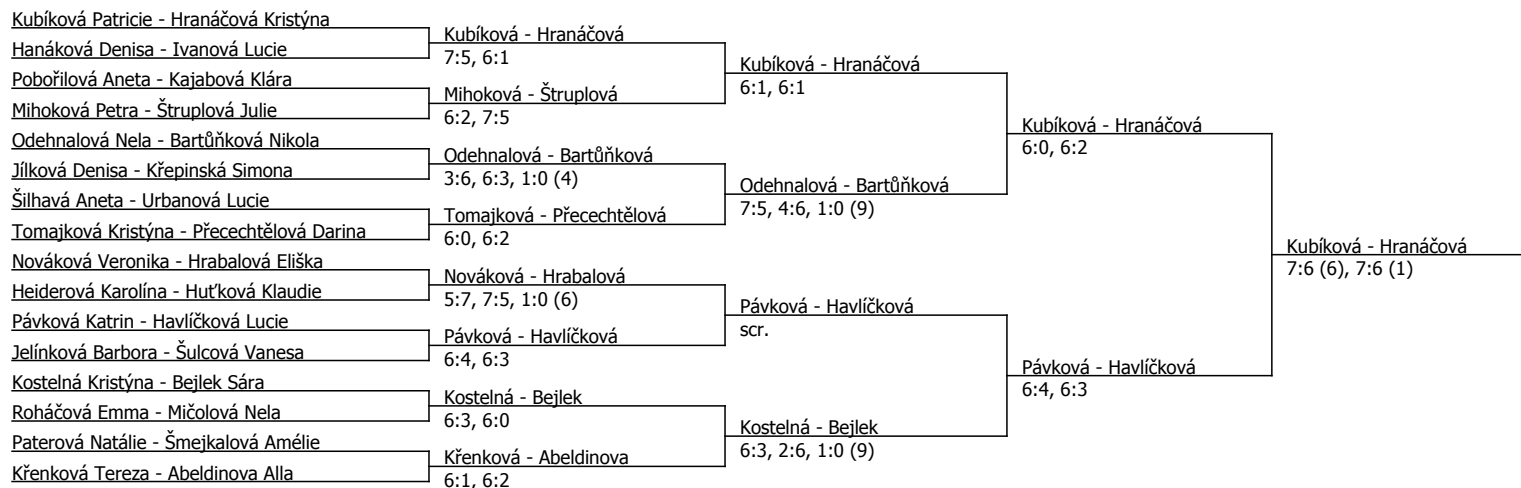 Kubíková Patricie - Hranáčová Kristýna
Hanáková Denisa - Ivanová Lucie
Pobořilová Aneta - Kajabová Klára
Mihoková Petra - Štruplová Julie
Odehnalová Nela - Bartůňková Nikola
Jílková Denisa - Křepinská Simona
Šilhavá Aneta - Urbanová Lucie
Tomajková Kristýna - Přecechtělová Darina
Nováková Veronika - Hrabalová Eliška
Heiderová Karolína - Huťková Klaudie
Pávková Katrin - Havlíčková Lucie
Jelínková Barbora - Šulcová Vanesa
Kostelná Kristýna - Bejlek Sára
Roháčová Emma - Mičolová Nela
Paterová Natálie - Šmejkalová Amélie
Křenková Tereza - Abeldinova Alla
Kubíková - Hranáčová
7:5, 6:1
Mihoková - Štruplová
6:2, 7:5
Odehnalová - Bartůňková
3:6, 6:3, 1:0 (4)
Tomajková - Přecechtělová
6:0, 6:2
Nováková - Hrabalová
5:7, 7:5, 1:0 (6)
Pávková - Havlíčková
6:4, 6:3
Kostelná - Bejlek
6:3, 6:0
Křenková - Abeldinova
6:1, 6:2
Kubíková - Hranáčová
6:1, 6:1
Odehnalová - Bartůňková
7:5, 4:6, 1:0 (9)
Pávková - Havlíčková
scr.
Kostelná - Bejlek
6:3, 2:6, 1:0 (9)
Kubíková - Hranáčová
6:0, 6:2
Pávková - Havlíčková
6:4, 6:3
Kubíková - Hranáčová
7:6 (6), 7:6 (1)